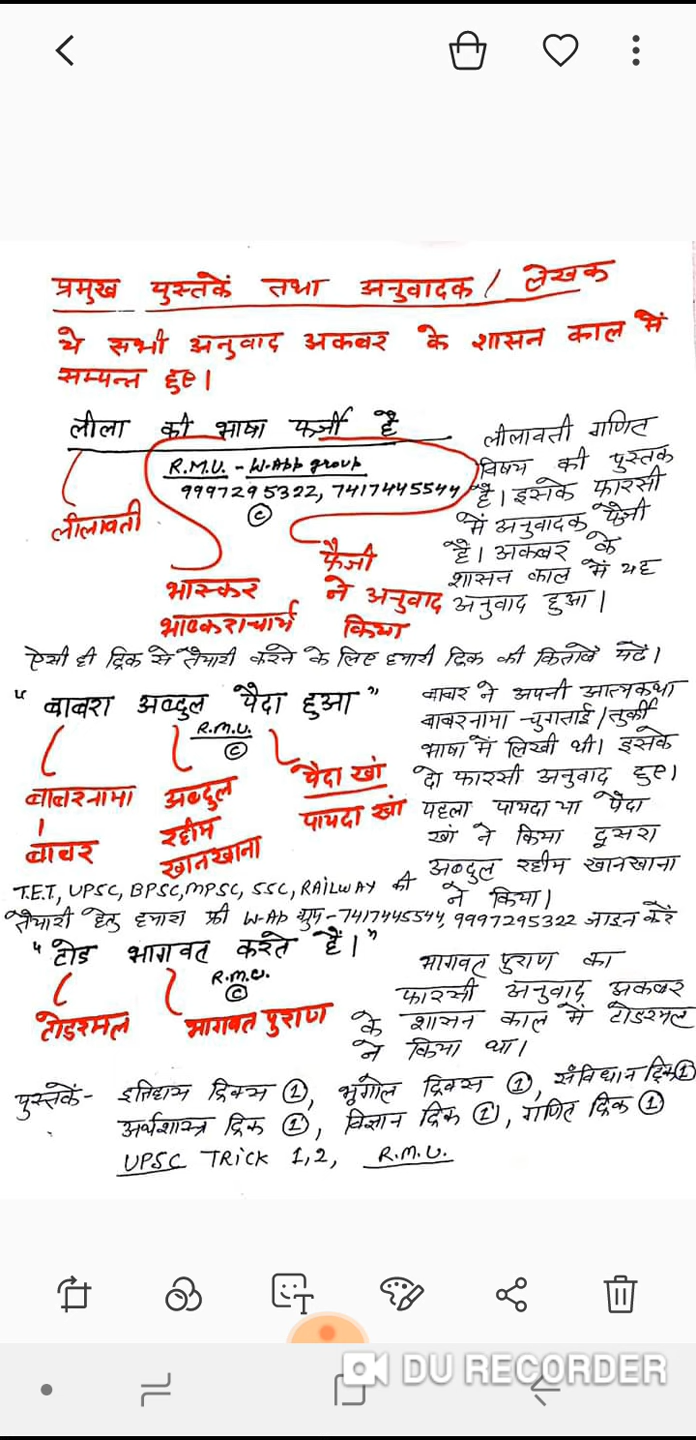 प्रमुख पुस्तकें तथा अनुवादक / लेखक
ये सभी अनुवाद अकबर के शासन काल में
सम्पन्न हुए।
लीला की भाषा फर्जी है
R.M.U. - W-App group
9997295322, 7417445544
©
लीलावती
भास्कर
भाष्कराचार्य
फैजी
ने अनुवाद
किया
लीलावती गणित
विषय की पुस्तक
है। इसके फारसी
में अनुवादक फैजी
है। अकबर के
शासन काल में यह
अनुवाद हुआ।
ऐसी ही ट्रिक से तैयारी करने के लिए हमारी ट्रिक की किताबें पढें।
"बाबरा अब्दुल पैदा हुआ"
R.M.U.
©
बाबरनामा
बाबर
अब्दुल
रहीम
खानखाना
पैदा खां
पायदा खां
बाबर ने अपनी आत्मकथा
बाबरनामा चुगताई/तुर्की
भाषा में लिखी थी। इसके
दो फारसी अनुवाद हुए।
पहला पायदा या पैदा
खां ने किया दूसरा
अब्दुल रहीम खानखाना
ने किया।
T.E.T, UPSC, BPSC, MPSC, SSC, RAILWAY की
तैयारी हेतु हमारा फ्री W-Ap ग्रुप - 7417445544, 9997295322 जाइन करें
"टोड भागवत करते हैं।"
R.M.U.
©
टोडरमल
भागवत पुराण
भागवत पुराण का
फारसी अनुवाद अकबर
के शासन काल में टोडरमल
ने किया था।
पुस्तकें- इतिहास ट्रिक्स ①, भूगोल ट्रिक्स ①, संविधान ट्रिक ①
अर्थशास्त्र ट्रिक ①, विज्ञान ट्रिक ①, गणित ट्रिक ①
UPSC TRICK 1,2, R.M.U.
DU RECORDER